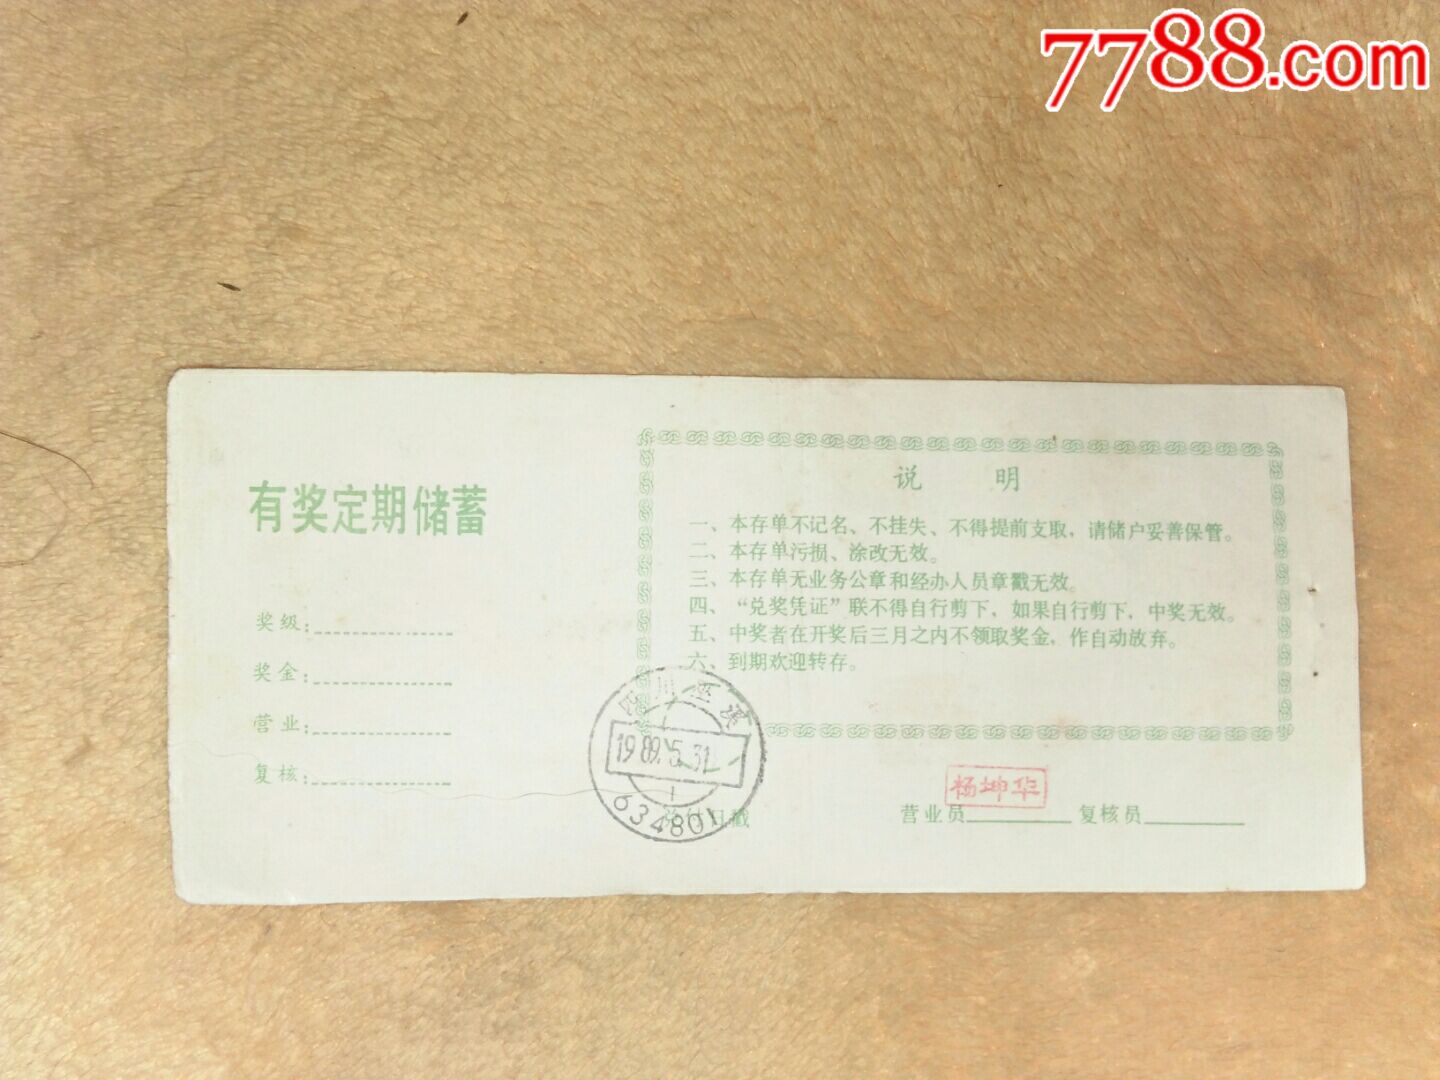 7788.com
有奖定期储蓄
奖级:
奖金:
营业:
复核:
说 明
一、本存单不记名、不挂失、不得提前支取，请储户妥善保管。
二、本存单污损、涂改无效。
三、本存单无业务公章和经办人员章戳无效。
四、“兑奖凭证”联不得自行剪下，如果自行剪下，中奖无效。
五、中奖者在开奖后三月之内不领取奖金，作自动放弃。
六、到期欢迎转存。
四川巫溪
1989.5.31
634801
兑付日戳
杨坤华
营业员 复核员